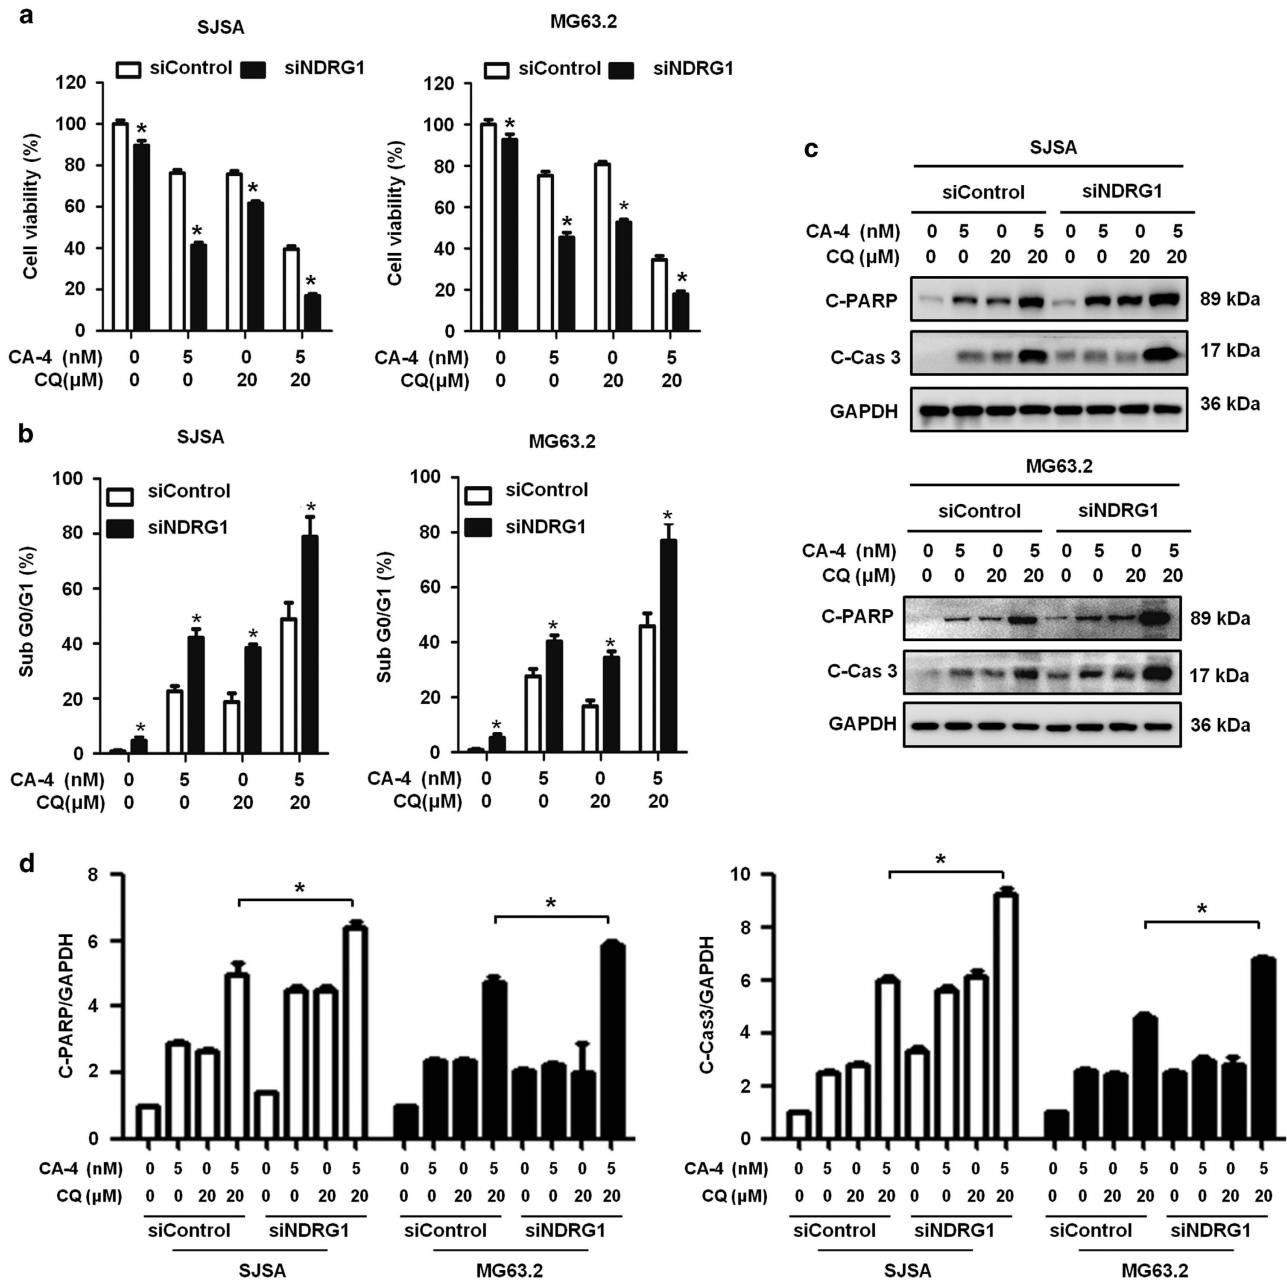 a
SJSA
siControl siNDRG1
120
100
80
60
40
20
0
Cell viability (%)
* * * *
CA-4 (nM) 0 5 0 5
CQ(µM) 0 0 20 20
MG63.2
siControl siNDRG1
120
100
80
60
40
20
0
Cell viability (%)
* * * *
CA-4 (nM) 0 5 0 5
CQ(µM) 0 0 20 20
b
SJSA
siControl
siNDRG1
100
80
60
40
20
0
Sub G0/G1 (%)
* * * *
CA-4 (nM) 0 5 0 5
CQ(µM) 0 0 20 20
MG63.2
siControl
siNDRG1
100
80
60
40
20
0
Sub G0/G1 (%)
* * * *
CA-4 (nM) 0 5 0 5
CQ(µM) 0 0 20 20
c
SJSA
siControl siNDRG1
CA-4 (nM) 0 5 0 5 0 5 0 5
CQ (µM) 0 0 20 20 0 0 20 20
C-PARP 89 kDa
C-Cas 3 17 kDa
GAPDH 36 kDa
MG63.2
siControl siNDRG1
CA-4 (nM) 0 5 0 5 0 5 0 5
CQ (µM) 0 0 20 20 0 0 20 20
C-PARP 89 kDa
C-Cas 3 17 kDa
GAPDH 36 kDa
d
8
6
4
2
0
C-PARP/GAPDH
* *
CA-4 (nM) 0 5 0 5 0 5 0 5 0 5 0 5 0 5 0 5
CQ (µM) 0 0 20 20 0 0 20 20 0 0 20 20 0 0 20 20
siControl siNDRG1 siControl siNDRG1
SJSA MG63.2
10
8
6
4
2
0
C-Cas3/GAPDH
* *
CA-4 (nM) 0 5 0 5 0 5 0 5 0 5 0 5 0 5 0 5
CQ (µM) 0 0 20 20 0 0 20 20 0 0 20 20 0 0 20 20
siControl siNDRG1 siControl siNDRG1
SJSA MG63.2